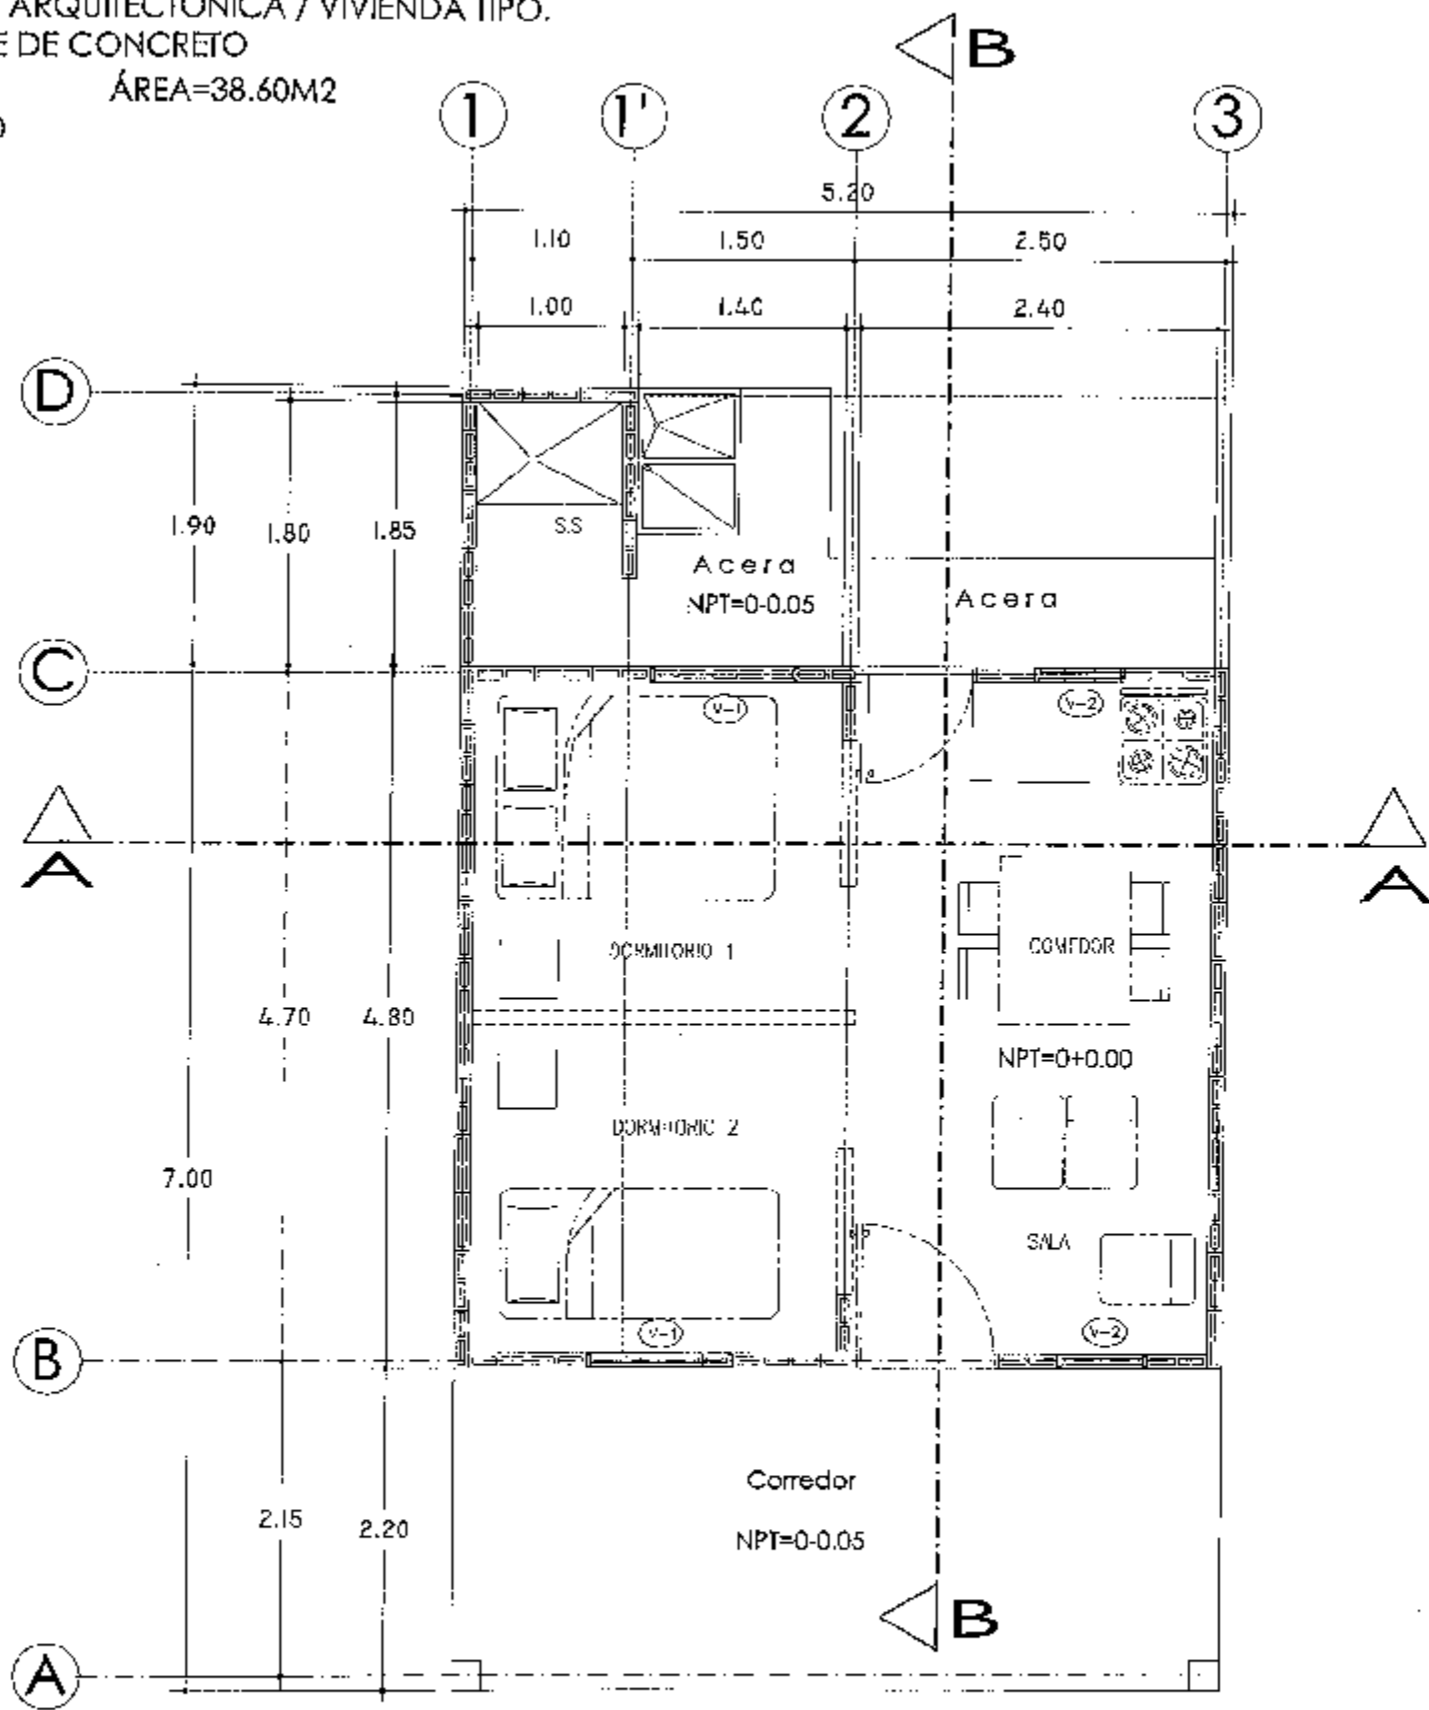 ARQUITECTONICA / VIVIENDA TIPO.
E DE CONCRETO
ÁREA=38.60M2
B
1 1' 2 3
5.20
1.10 1.50 2.50
1.00 1.40 2.40
D
1.90 1.80 1.85
S.S
Acera
NPT=0-0.05
Acera
C
V-1 V-2
A A
DORMITORIO 1
COMEDOR
4.70 4.80
NPT=0+0.00
DORMITORIO 2
7.00
SALA
V-1 V-2
B
Corredor
2.15 2.20
NPT=0-0.05
B
A